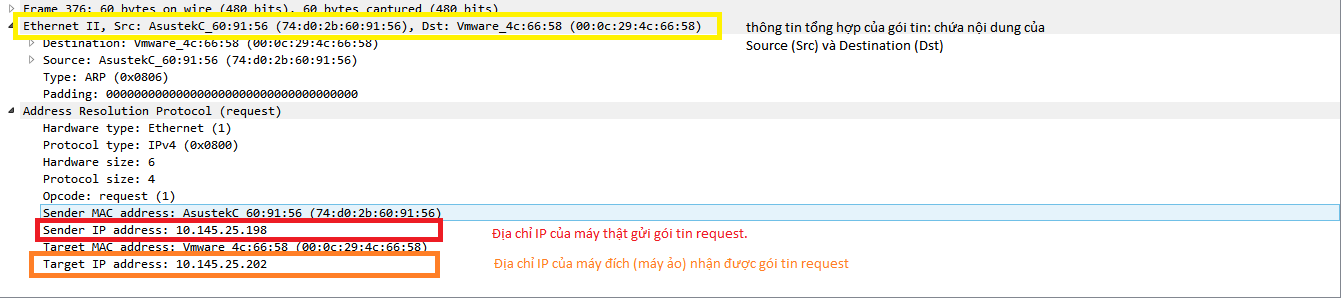 Frame 376: 60 bytes on wire (480 bits), 60 bytes captured (480 bits)
Ethernet II, Src: AsustekC_60:91:56 (74:d0:2b:60:91:56), Dst: Vmware_4c:66:58 (00:0c:29:4c:66:58)
thông tin tổng hợp của gói tin: chứa nội dung của
Source (Src) và Destination (Dst)
Destination: Vmware_4c:66:58 (00:0c:29:4c:66:58)
Source: AsustekC_60:91:56 (74:d0:2b:60:91:56)
Type: ARP (0x0806)
Padding: 000000000000000000000000000000000000
Address Resolution Protocol (request)
Hardware type: Ethernet (1)
Protocol type: IPv4 (0x0800)
Hardware size: 6
Protocol size: 4
Opcode: request (1)
Sender MAC address: AsustekC_60:91:56 (74:d0:2b:60:91:56)
Sender IP address: 10.145.25.198
Địa chỉ IP của máy thật gửi gói tin request.
Target MAC address: Vmware_4c:66:58 (00:0c:29:4c:66:58)
Target IP address: 10.145.25.202
Địa chỉ IP của máy đích (máy ảo) nhận được gói tin request